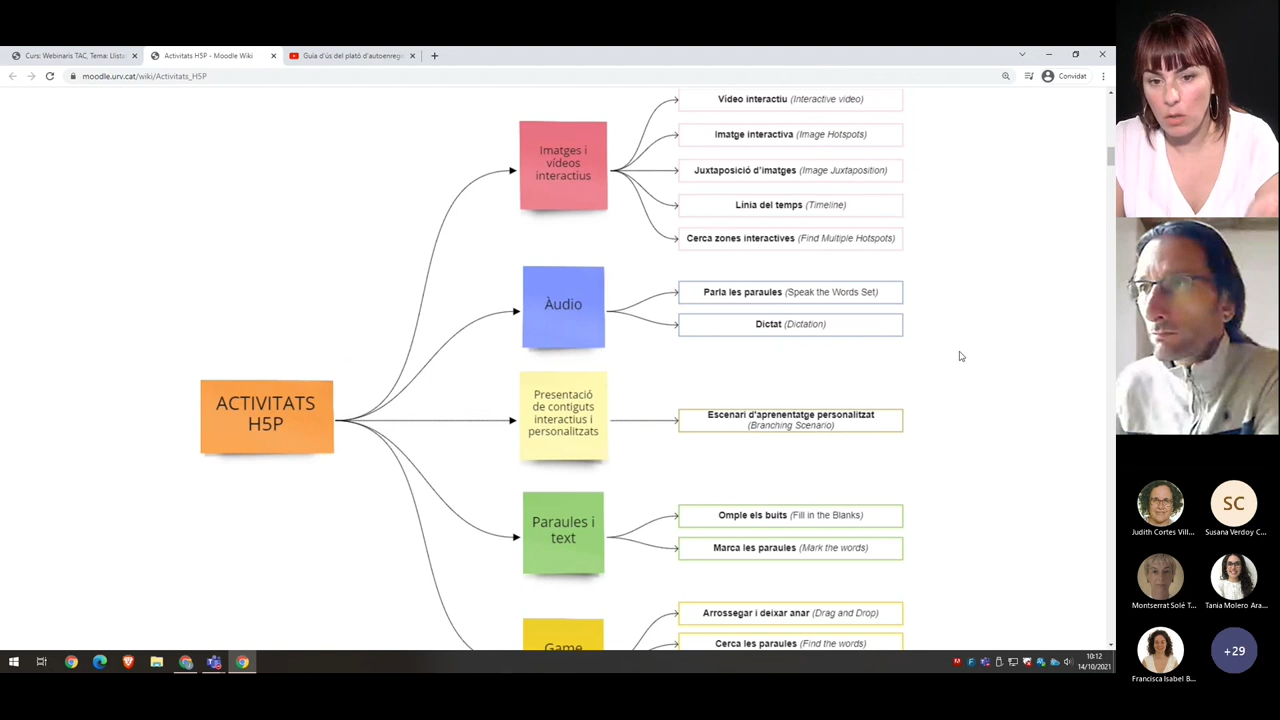 Curs: Webinaris TAC, Tema: Llista
Activitats H5P - Moodle Wiki
Guia d'ús del plató d'autoenreg
moodle.urv.cat/wiki/Activitats_H5P
Convidat
Vídeo interactiu (Interactive video)
Imatge interactiva (Image Hotspots)
Imatges i
vídeos
interactius
Juxtaposició d'imatges (Image Juxtaposition)
Línia del temps (Timeline)
Cerca zones interactives (Find Multiple Hotspots)
Àudio
Parla les paraules (Speak the Words Set)
Dictat (Dictation)
ACTIVITATS
H5P
Presentació
de contiguts
interactius i
personalitzats
Escenari d'aprenentatge personalitzat
(Branching Scenario)
Paraules i
text
Omple els buits (Fill in the Blanks)
Marca les paraules (Mark the words)
Game
Arrossegar i deixar anar (Drag and Drop)
Cerca les paraules (Find the words)
SC
Judith Cortes Vill...
Susana Verdoy C...
Montserrat Solé T...
Tania Molero Ara...
+29
Francisca Isabel B...
10:12
14/10/2021